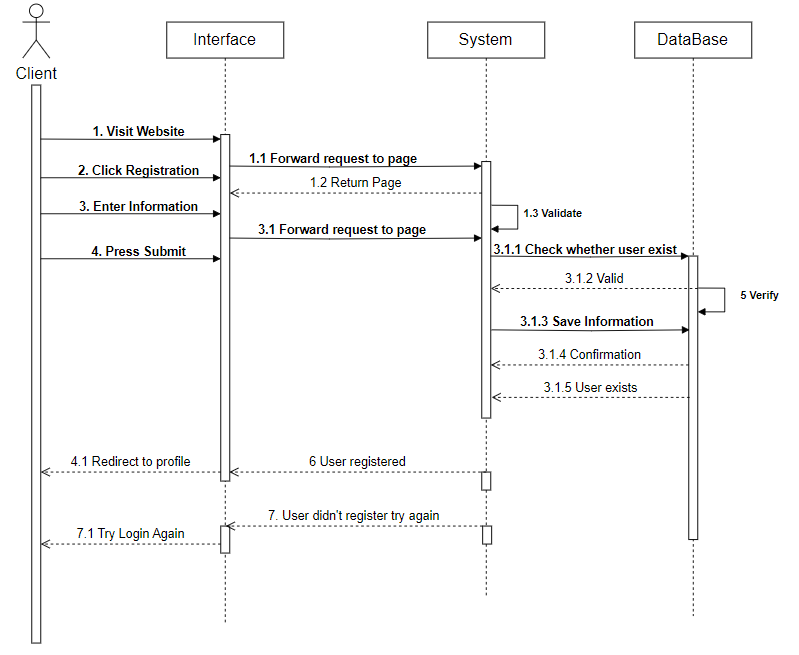 Interface
System
DataBase
Client
1. Visit Website
1.1 Forward request to page
2. Click Registration
1.2 Return Page
3. Enter Information
1.3 Validate
3.1 Forward request to page
4. Press Submit
3.1.1 Check whether user exist
3.1.2 Valid
5 Verify
3.1.3 Save Information
3.1.4 Confirmation
3.1.5 User exists
4.1 Redirect to profile
6 User registered
7. User didn't register try again
7.1 Try Login Again